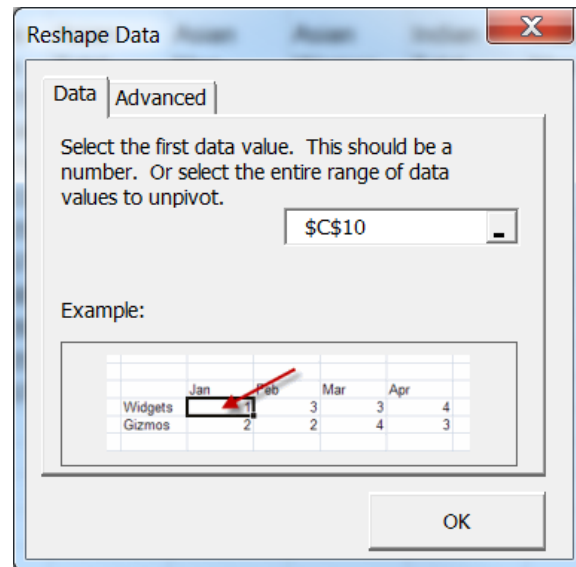 Reshape Data
Data Advanced
Select the first data value. This should be a
number. Or select the entire range of data
values to unpivot.
$C$10
Example:
Jan Feb Mar Apr
Widgets 1 3 3 4
Gizmos 2 2 4 3
OK